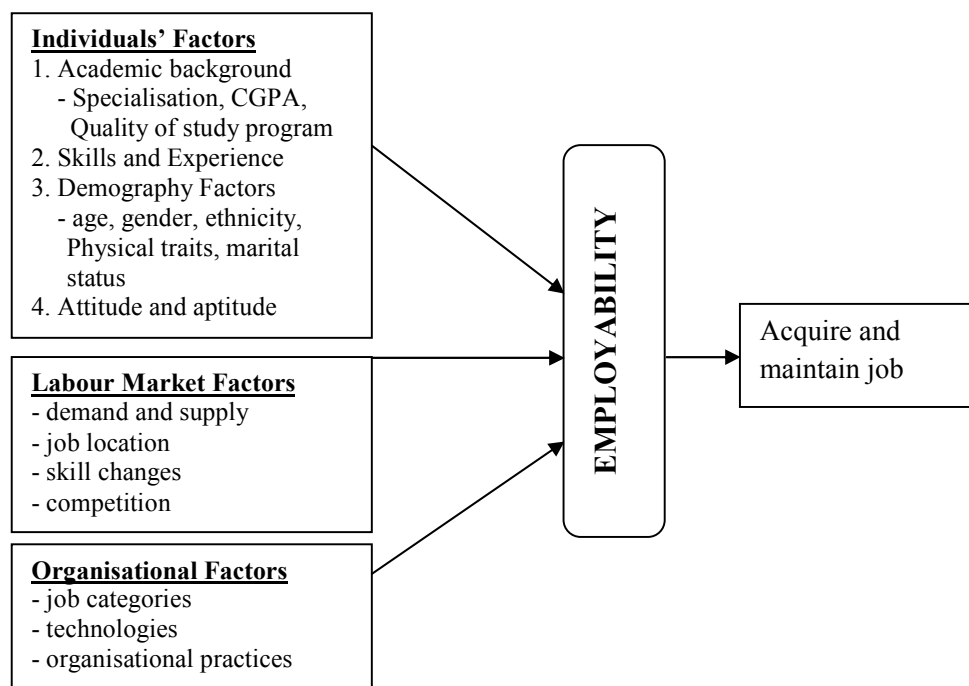 Individuals’ Factors
1. Academic background
- Specialisation, CGPA,
Quality of study program
2. Skills and Experience
3. Demography Factors
- age, gender, ethnicity,
Physical traits, marital
status
4. Attitude and aptitude
Labour Market Factors
- demand and supply
- job location
- skill changes
- competition
Organisational Factors
- job categories
- technologies
- organisational practices
EMPLOYABILITY
Acquire and
maintain job